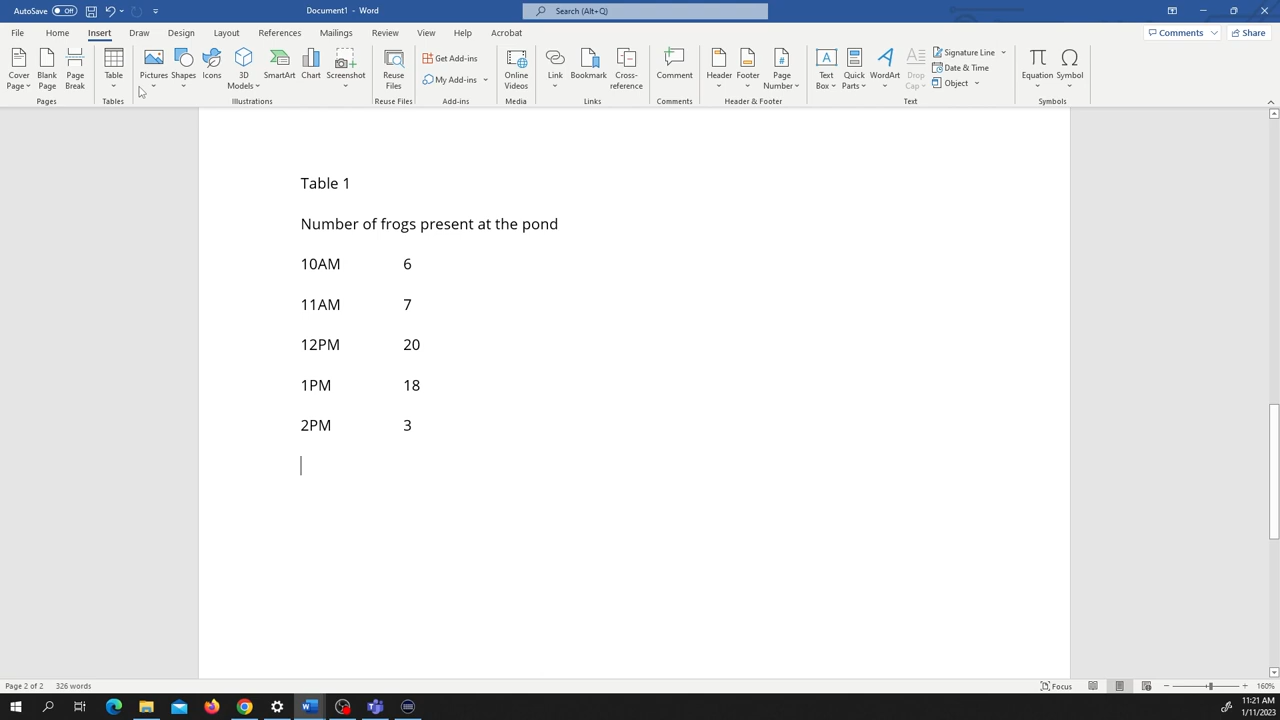 AutoSave Off Document1 - Word Search (Alt+Q)
File Home Insert Draw Design Layout References Mailings Review View Help Acrobat Comments Share
Cover Page Blank Page Page Break Table Pictures Shapes Icons 3D Models SmartArt Chart Screenshot Reuse Files Get Add-ins My Add-ins Online Videos Link Bookmark Cross-reference Comment Header Footer Page Number Text Box Quick Parts WordArt Drop Cap Signature Line Date & Time Object Equation Symbol
Pages Tables Illustrations Reuse Files Add-ins Media Links Comments Header & Footer Text Symbols
Table 1
Number of frogs present at the pond
10AM 6
11AM 7
12PM 20
1PM 18
2PM 3
Page 2 of 2 326 words Focus 160%
11:21 AM
1/11/2023